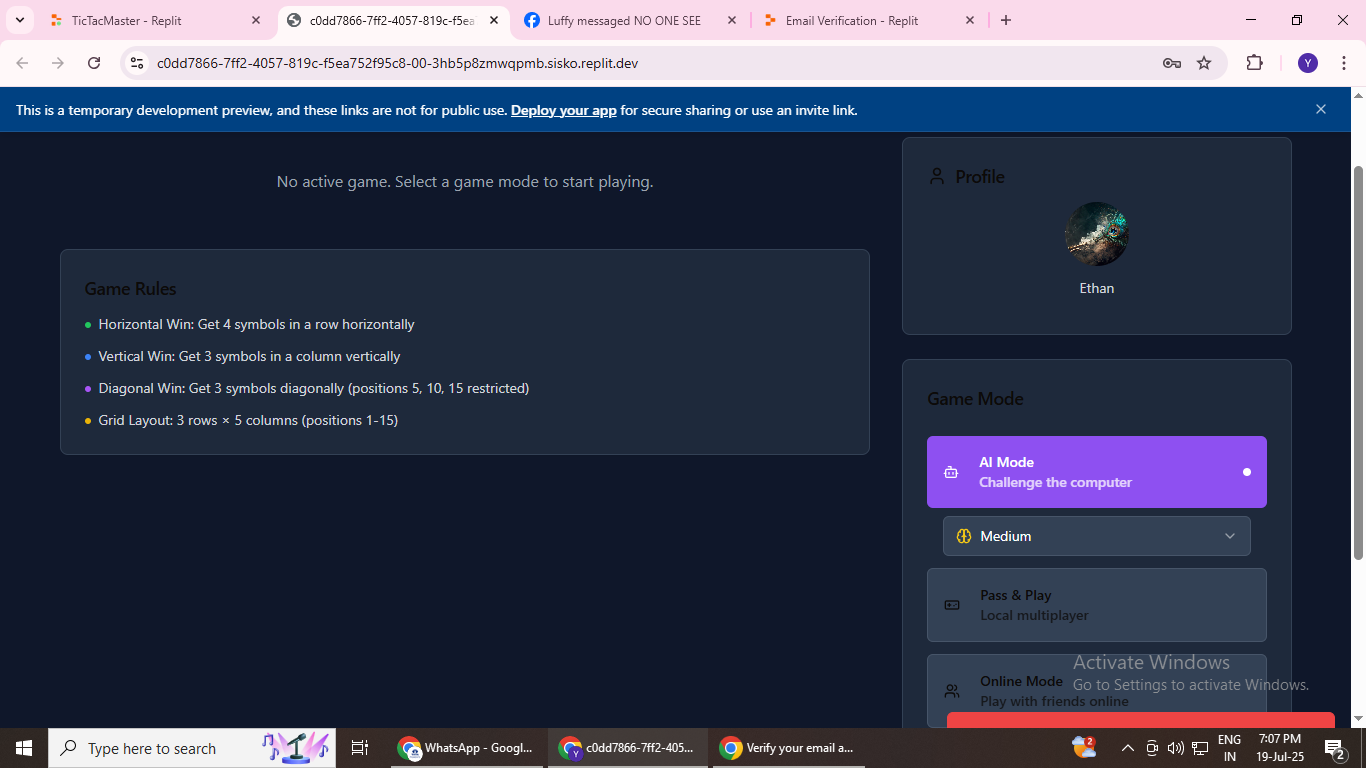 TicTacMaster - Replit
c0dd7866-7ff2-4057-819c-f5ea
Luffy messaged NO ONE SEE
Email Verification - Replit
c0dd7866-7ff2-4057-819c-f5ea752f95c8-00-3hb5p8zmwqpmb.sisko.replit.dev
Y
This is a temporary development preview, and these links are not for public use. Deploy your app for secure sharing or use an invite link.
No active game. Select a game mode to start playing.
Profile
Ethan
Game Rules
Horizontal Win: Get 4 symbols in a row horizontally
Vertical Win: Get 3 symbols in a column vertically
Diagonal Win: Get 3 symbols diagonally (positions 5, 10, 15 restricted)
Grid Layout: 3 rows × 5 columns (positions 1-15)
Game Mode
AI Mode
Challenge the computer
Medium
Pass & Play
Local multiplayer
Online Mode
Play with friends online
Activate Windows
Go to Settings to activate Windows.
Type here to search
WhatsApp - Googl...
c0dd7866-7ff2-405...
Verify your email a...
2
ENG
IN
7:07 PM
19-Jul-25
2